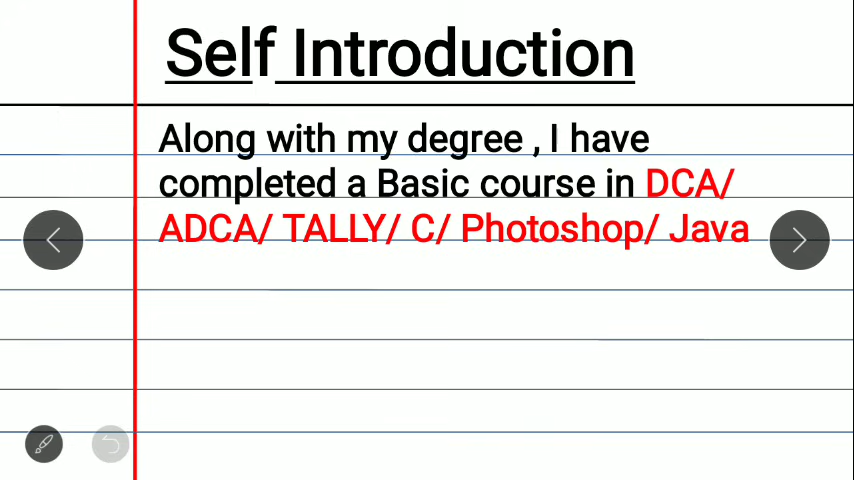 Self Introduction
Along with my degree , I have
completed a Basic course in DCA/
ADCA/ TALLY/ C/ Photoshop/ Java